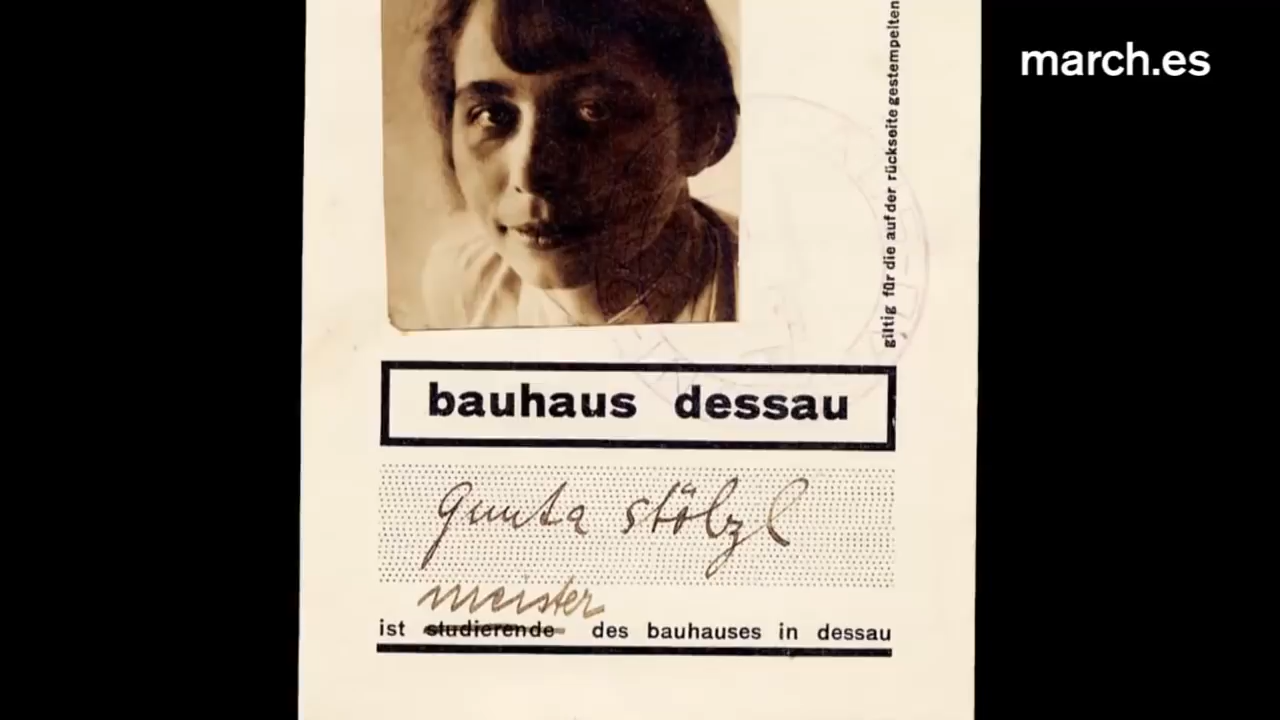 march.es
giltig für die auf der rückseite gestempelten
bauhaus dessau
gunta stölzl
meister
ist studierende des bauhauses in dessau